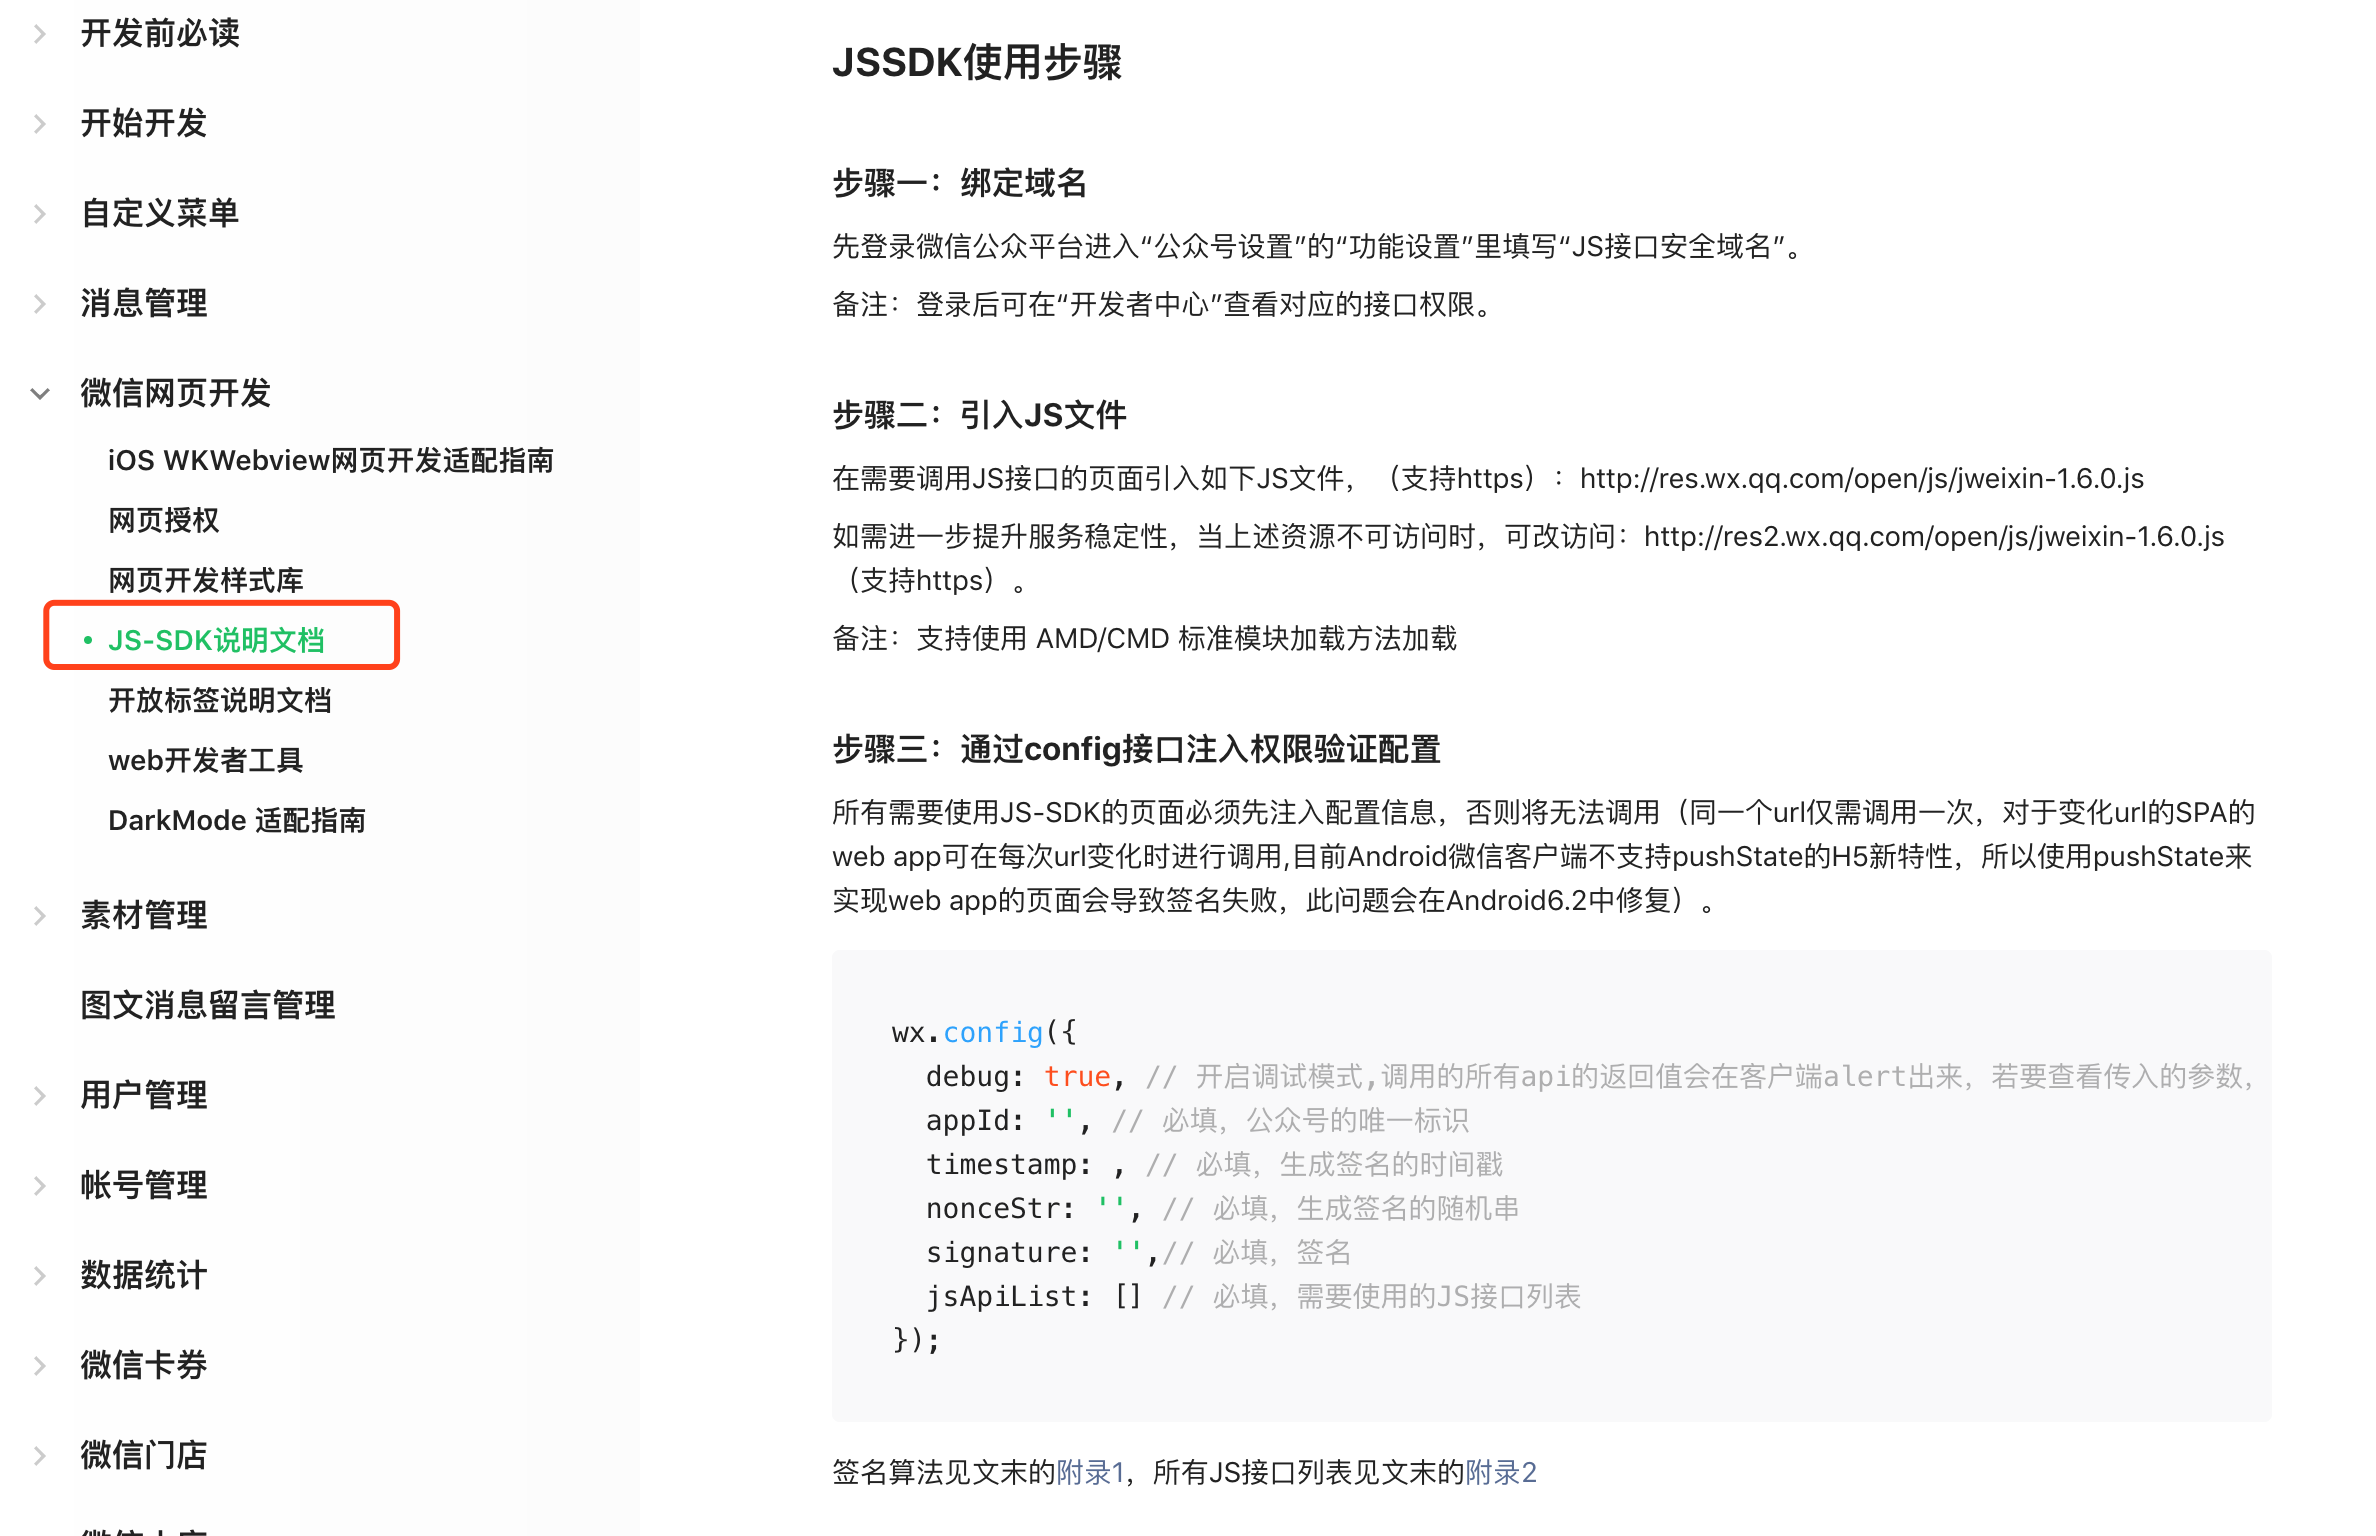 开发前必读
开始开发
自定义菜单
消息管理
微信网页开发
iOS WKWebview网页开发适配指南
网页授权
网页开发样式库
• JS-SDK说明文档
开放标签说明文档
web开发者工具
DarkMode 适配指南
素材管理
图文消息留言管理
用户管理
帐号管理
数据统计
微信卡券
微信门店
JSSDK使用步骤
步骤一：绑定域名
先登录微信公众平台进入“公众号设置”的“功能设置”里填写“JS接口安全域名”。
备注：登录后可在“开发者中心”查看对应的接口权限。
步骤二：引入JS文件
在需要调用JS接口的页面引入如下JS文件，（支持https）：http://res.wx.qq.com/open/js/jweixin-1.6.0.js
如需进一步提升服务稳定性，当上述资源不可访问时，可改访问：http://res2.wx.qq.com/open/js/jweixin-1.6.0.js
（支持https）。
备注：支持使用 AMD/CMD 标准模块加载方法加载
步骤三：通过config接口注入权限验证配置
所有需要使用JS-SDK的页面必须先注入配置信息，否则将无法调用（同一个url仅需调用一次，对于变化url的SPA的
web app可在每次url变化时进行调用,目前Android微信客户端不支持pushState的H5新特性，所以使用pushState来
实现web app的页面会导致签名失败，此问题会在Android6.2中修复）。
wx.config({
debug: true, // 开启调试模式,调用的所有api的返回值会在客户端alert出来，若要查看传入的参数，
appId: '', // 必填，公众号的唯一标识
timestamp: , // 必填，生成签名的时间戳
nonceStr: '', // 必填，生成签名的随机串
signature: '',// 必填，签名
jsApiList: [] // 必填，需要使用的JS接口列表
});
签名算法见文末的附录1，所有JS接口列表见文末的附录2